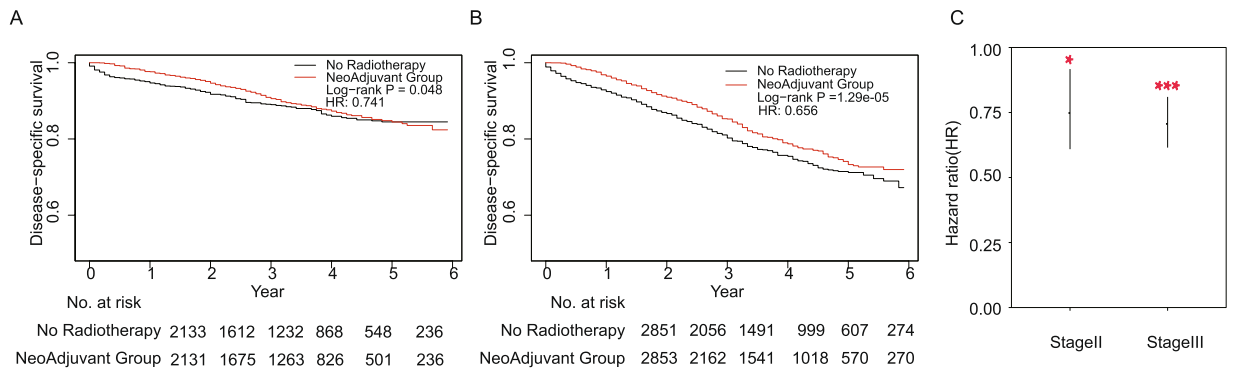 A
Disease−specific survival
1.0
0.8
0.6
No Radiotherapy
NeoAdjuvant Group
Log−rank P = 0.048
HR: 0.741
0 1 2 3 4 5 6
Year
No. at risk
No Radiotherapy 2133 1612 1232 868 548 236
NeoAdjuvant Group 2131 1675 1263 826 501 236
B
Disease−specific survival
1.0
0.8
0.6
No Radiotherapy
NeoAdjuvant Group
Log−rank P =1.29e-05
HR: 0.656
0 1 2 3 4 5 6
Year
No. at risk
No Radiotherapy 2851 2056 1491 999 607 274
NeoAdjuvant Group 2853 2162 1541 1018 570 270
C
Hazard ratio(HR)
1.00
0.75
0.50
0.25
0.00
*
***
StageII StageIII